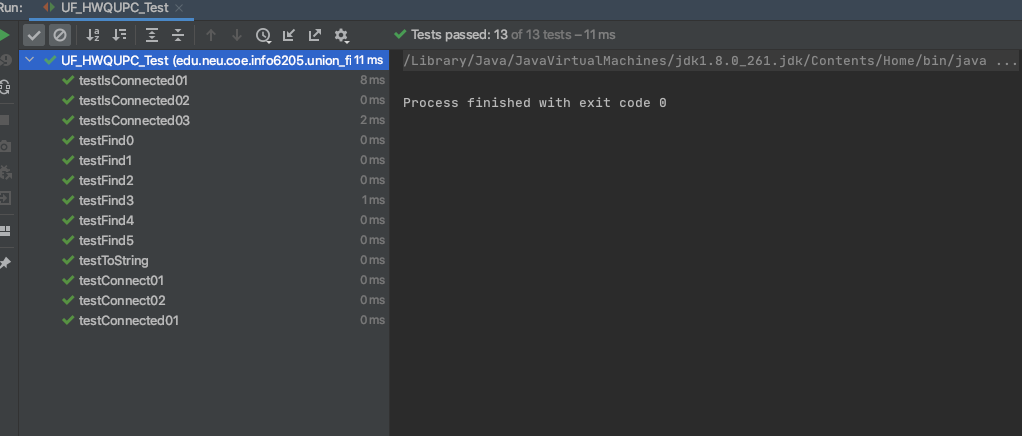 Run: UF_HWQUPC_Test
Tests passed: 13 of 13 tests – 11 ms
UF_HWQUPC_Test (edu.neu.coe.info6205.union_fi 11 ms
/Library/Java/JavaVirtualMachines/jdk1.8.0_261.jdk/Contents/Home/bin/java ...
testIsConnected01 8 ms
testIsConnected02 0 ms
Process finished with exit code 0
testIsConnected03 2 ms
testFind0 0 ms
testFind1 0 ms
testFind2 0 ms
testFind3 1 ms
testFind4 0 ms
testFind5 0 ms
testToString 0 ms
testConnect01 0 ms
testConnect02 0 ms
testConnected01 0 ms